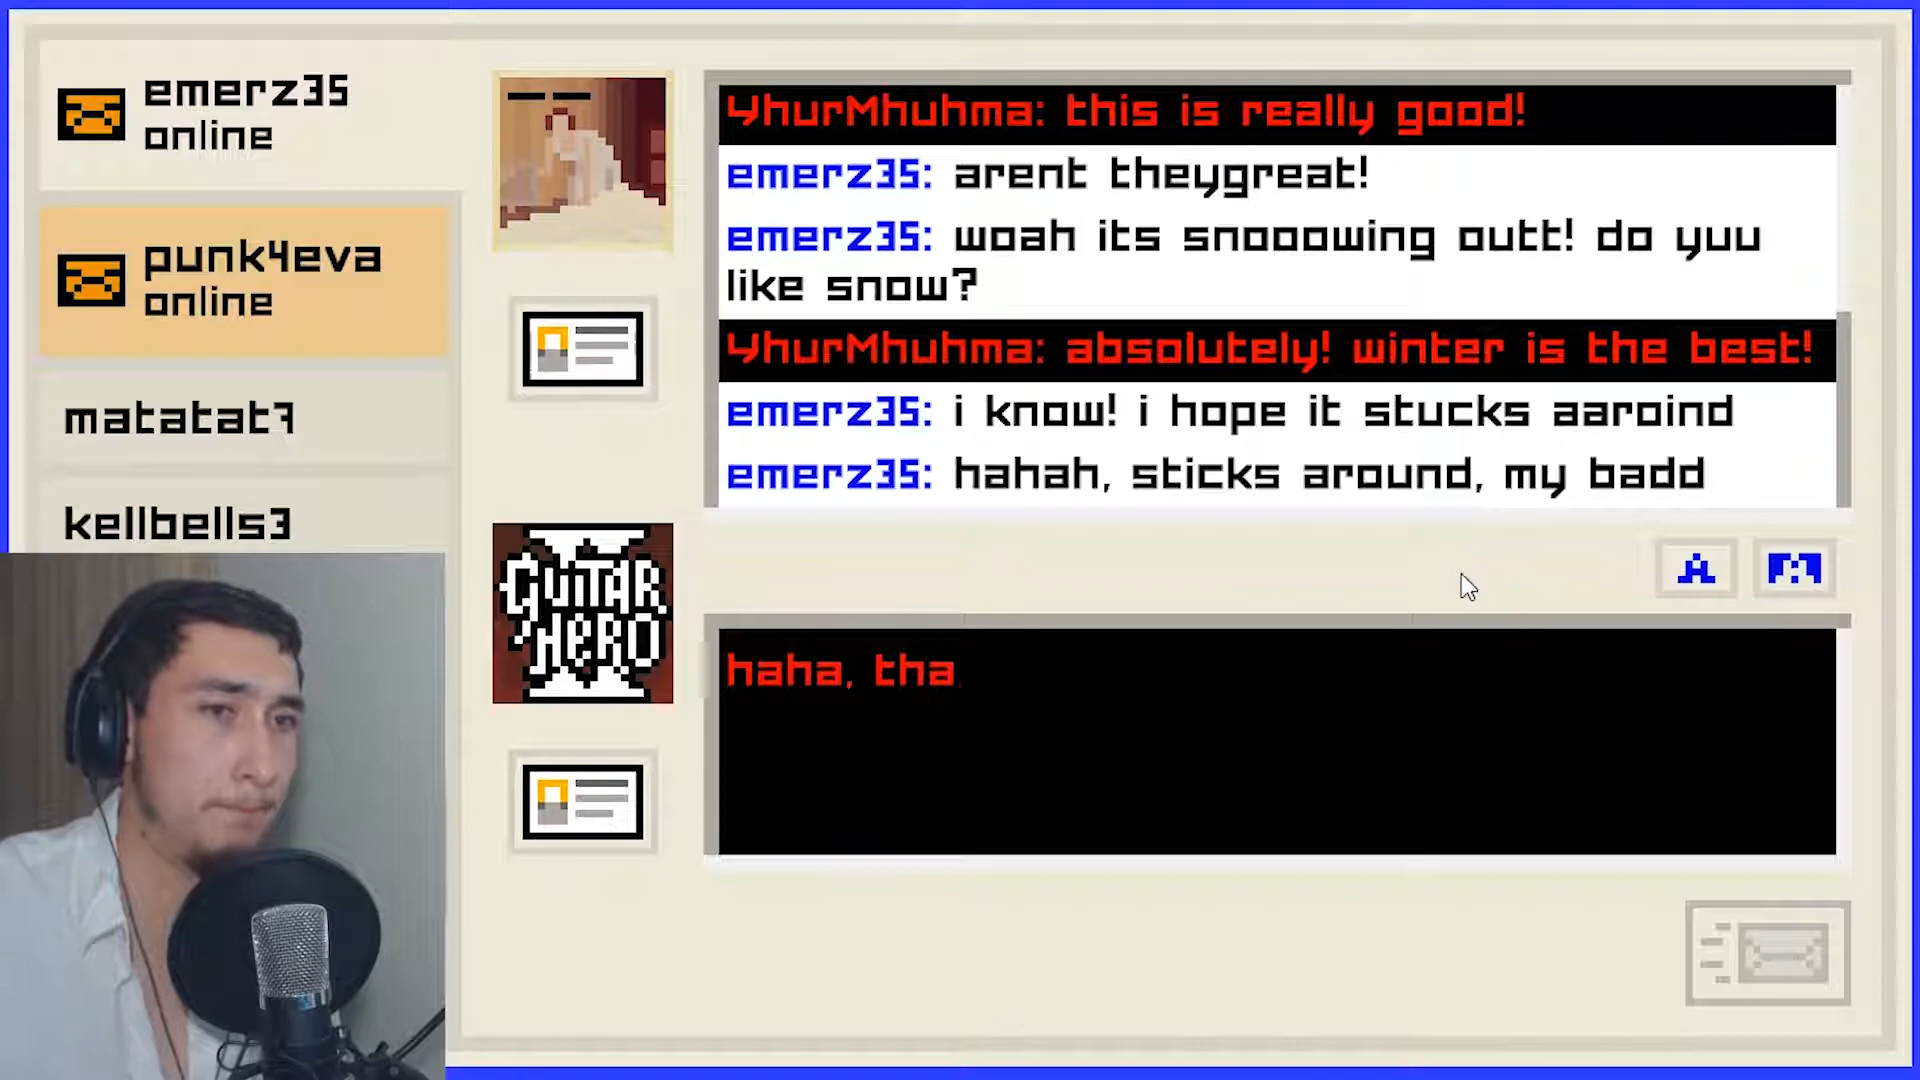 emerz35
online
punk4eva
online
matatat7
kellbells3
YhurMhuhma: this is really good!
emerz35: arent theygreat!
emerz35: woah its snooowing outt! do yuu
like snow?
YhurMhuhma: absolutely! winter is the best!
emerz35: i know! i hope it stucks aaroind
emerz35: hahah, sticks around, my badd
GUITAR
HERO
A
haha, tha